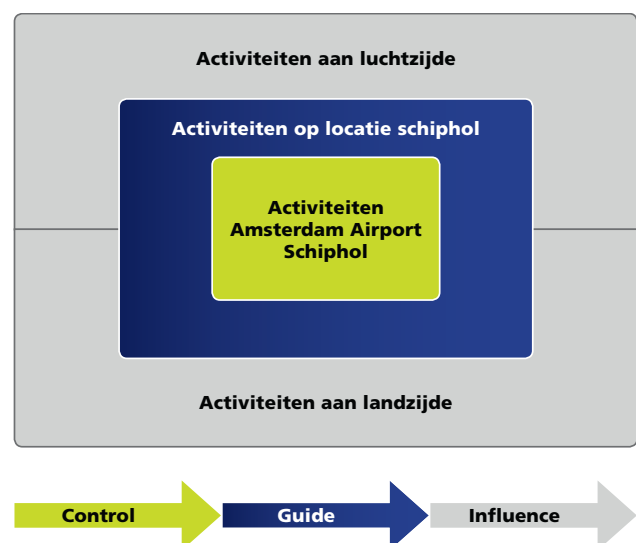 Activiteiten aan luchtzijde
Activiteiten op locatie schiphol
Activiteiten
Amsterdam Airport
Schiphol
Activiteiten aan landzijde
Control
Guide
Influence